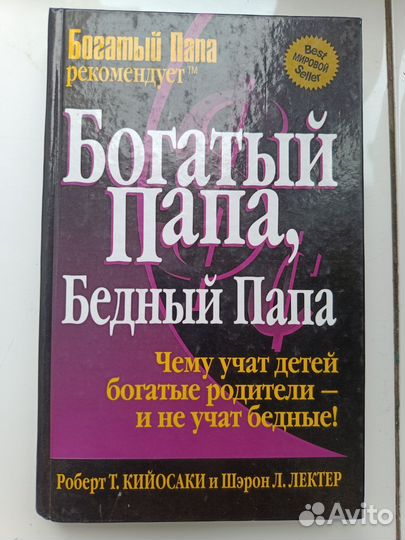 Богатый Папа
рекомендует™
Best
МИРОВОЙ
Seller
Богатый
Папа,
Бедный Папа
Чему учат детей
богатые родители –
и не учат бедные!
Роберт Т. КИЙОСАКИ и Шэрон Л. ЛЕКТЕР
Avito